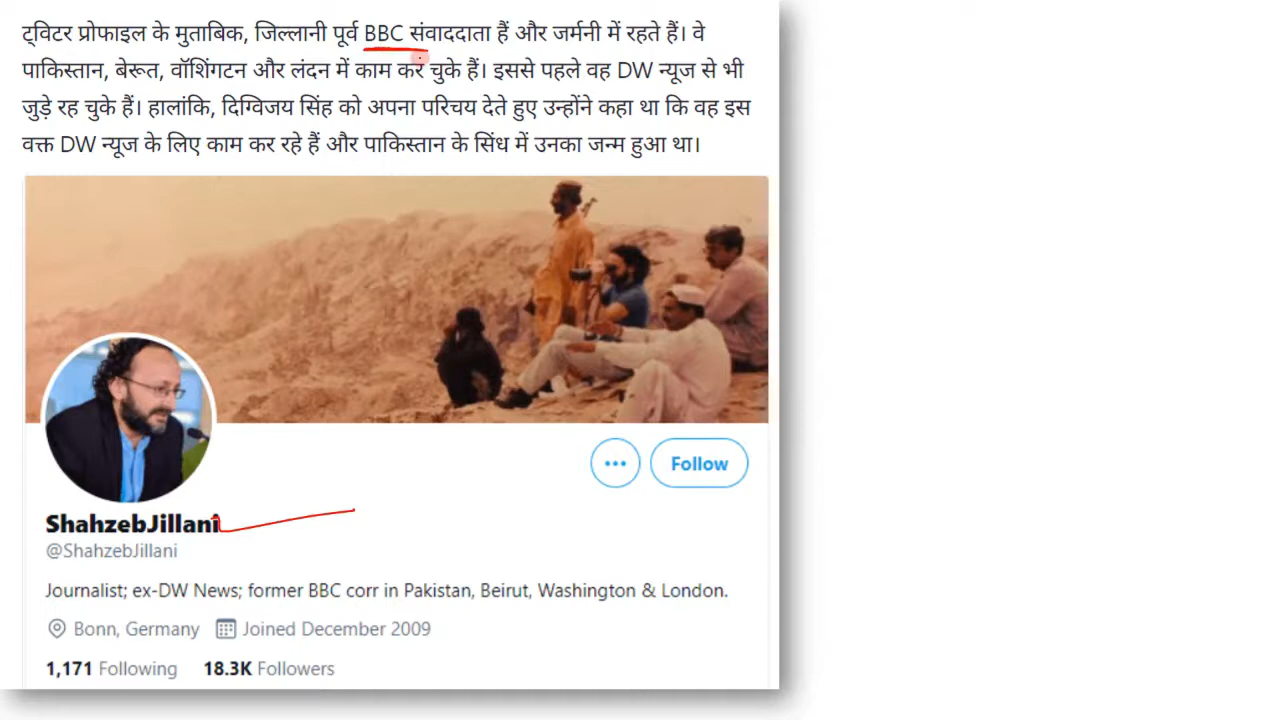 ट्विटर प्रोफाइल के मुताबिक, जिल्लानी पूर्व BBC संवाददाता हैं और जर्मनी में रहते हैं। वे
पाकिस्तान, बेरूत, वॉशिंगटन और लंदन में काम कर चुके हैं। इससे पहले वह DW न्यूज से भी
जुड़े रह चुके हैं। हालांकि, दिग्विजय सिंह को अपना परिचय देते हुए उन्होंने कहा था कि वह इस
वक्त DW न्यूज के लिए काम कर रहे हैं और पाकिस्तान के सिंध में उनका जन्म हुआ था।
Follow
ShahzebJillani
@ShahzebJillani
Journalist; ex-DW News; former BBC corr in Pakistan, Beirut, Washington & London.
Bonn, Germany Joined December 2009
1,171 Following 18.3K Followers